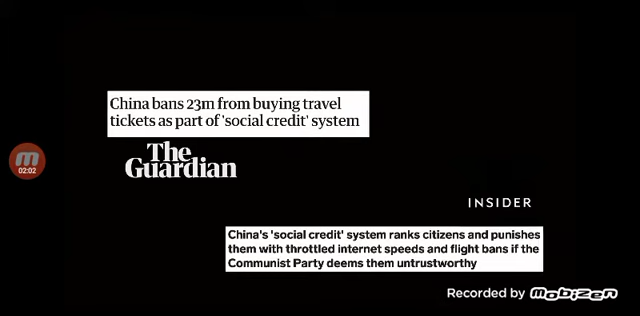 China bans 23m from buying travel
tickets as part of 'social credit' system
The
Guardian
02:02
INSIDER
China's 'social credit' system ranks citizens and punishes
them with throttled internet speeds and flight bans if the
Communist Party deems them untrustworthy
Recorded by mobizen